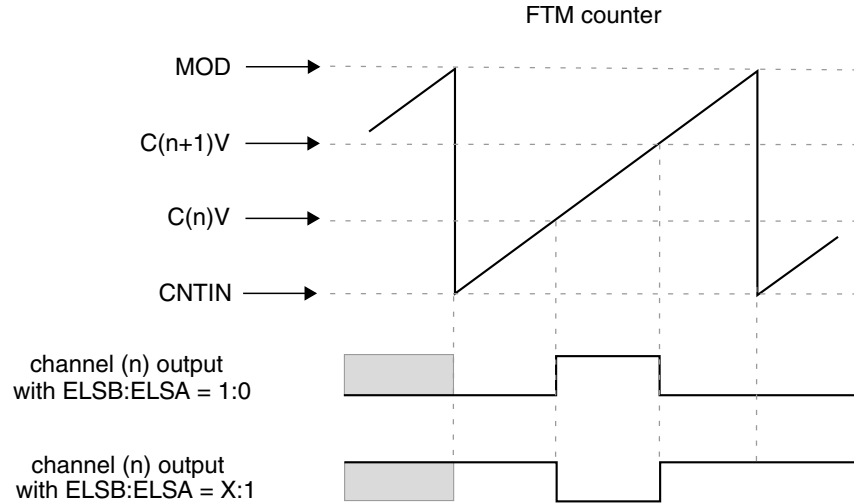 FTM counter
MOD
C(n+1)V
C(n)V
CNTIN
channel (n) output
with ELSB:ELSA = 1:0
channel (n) output
with ELSB:ELSA = X:1